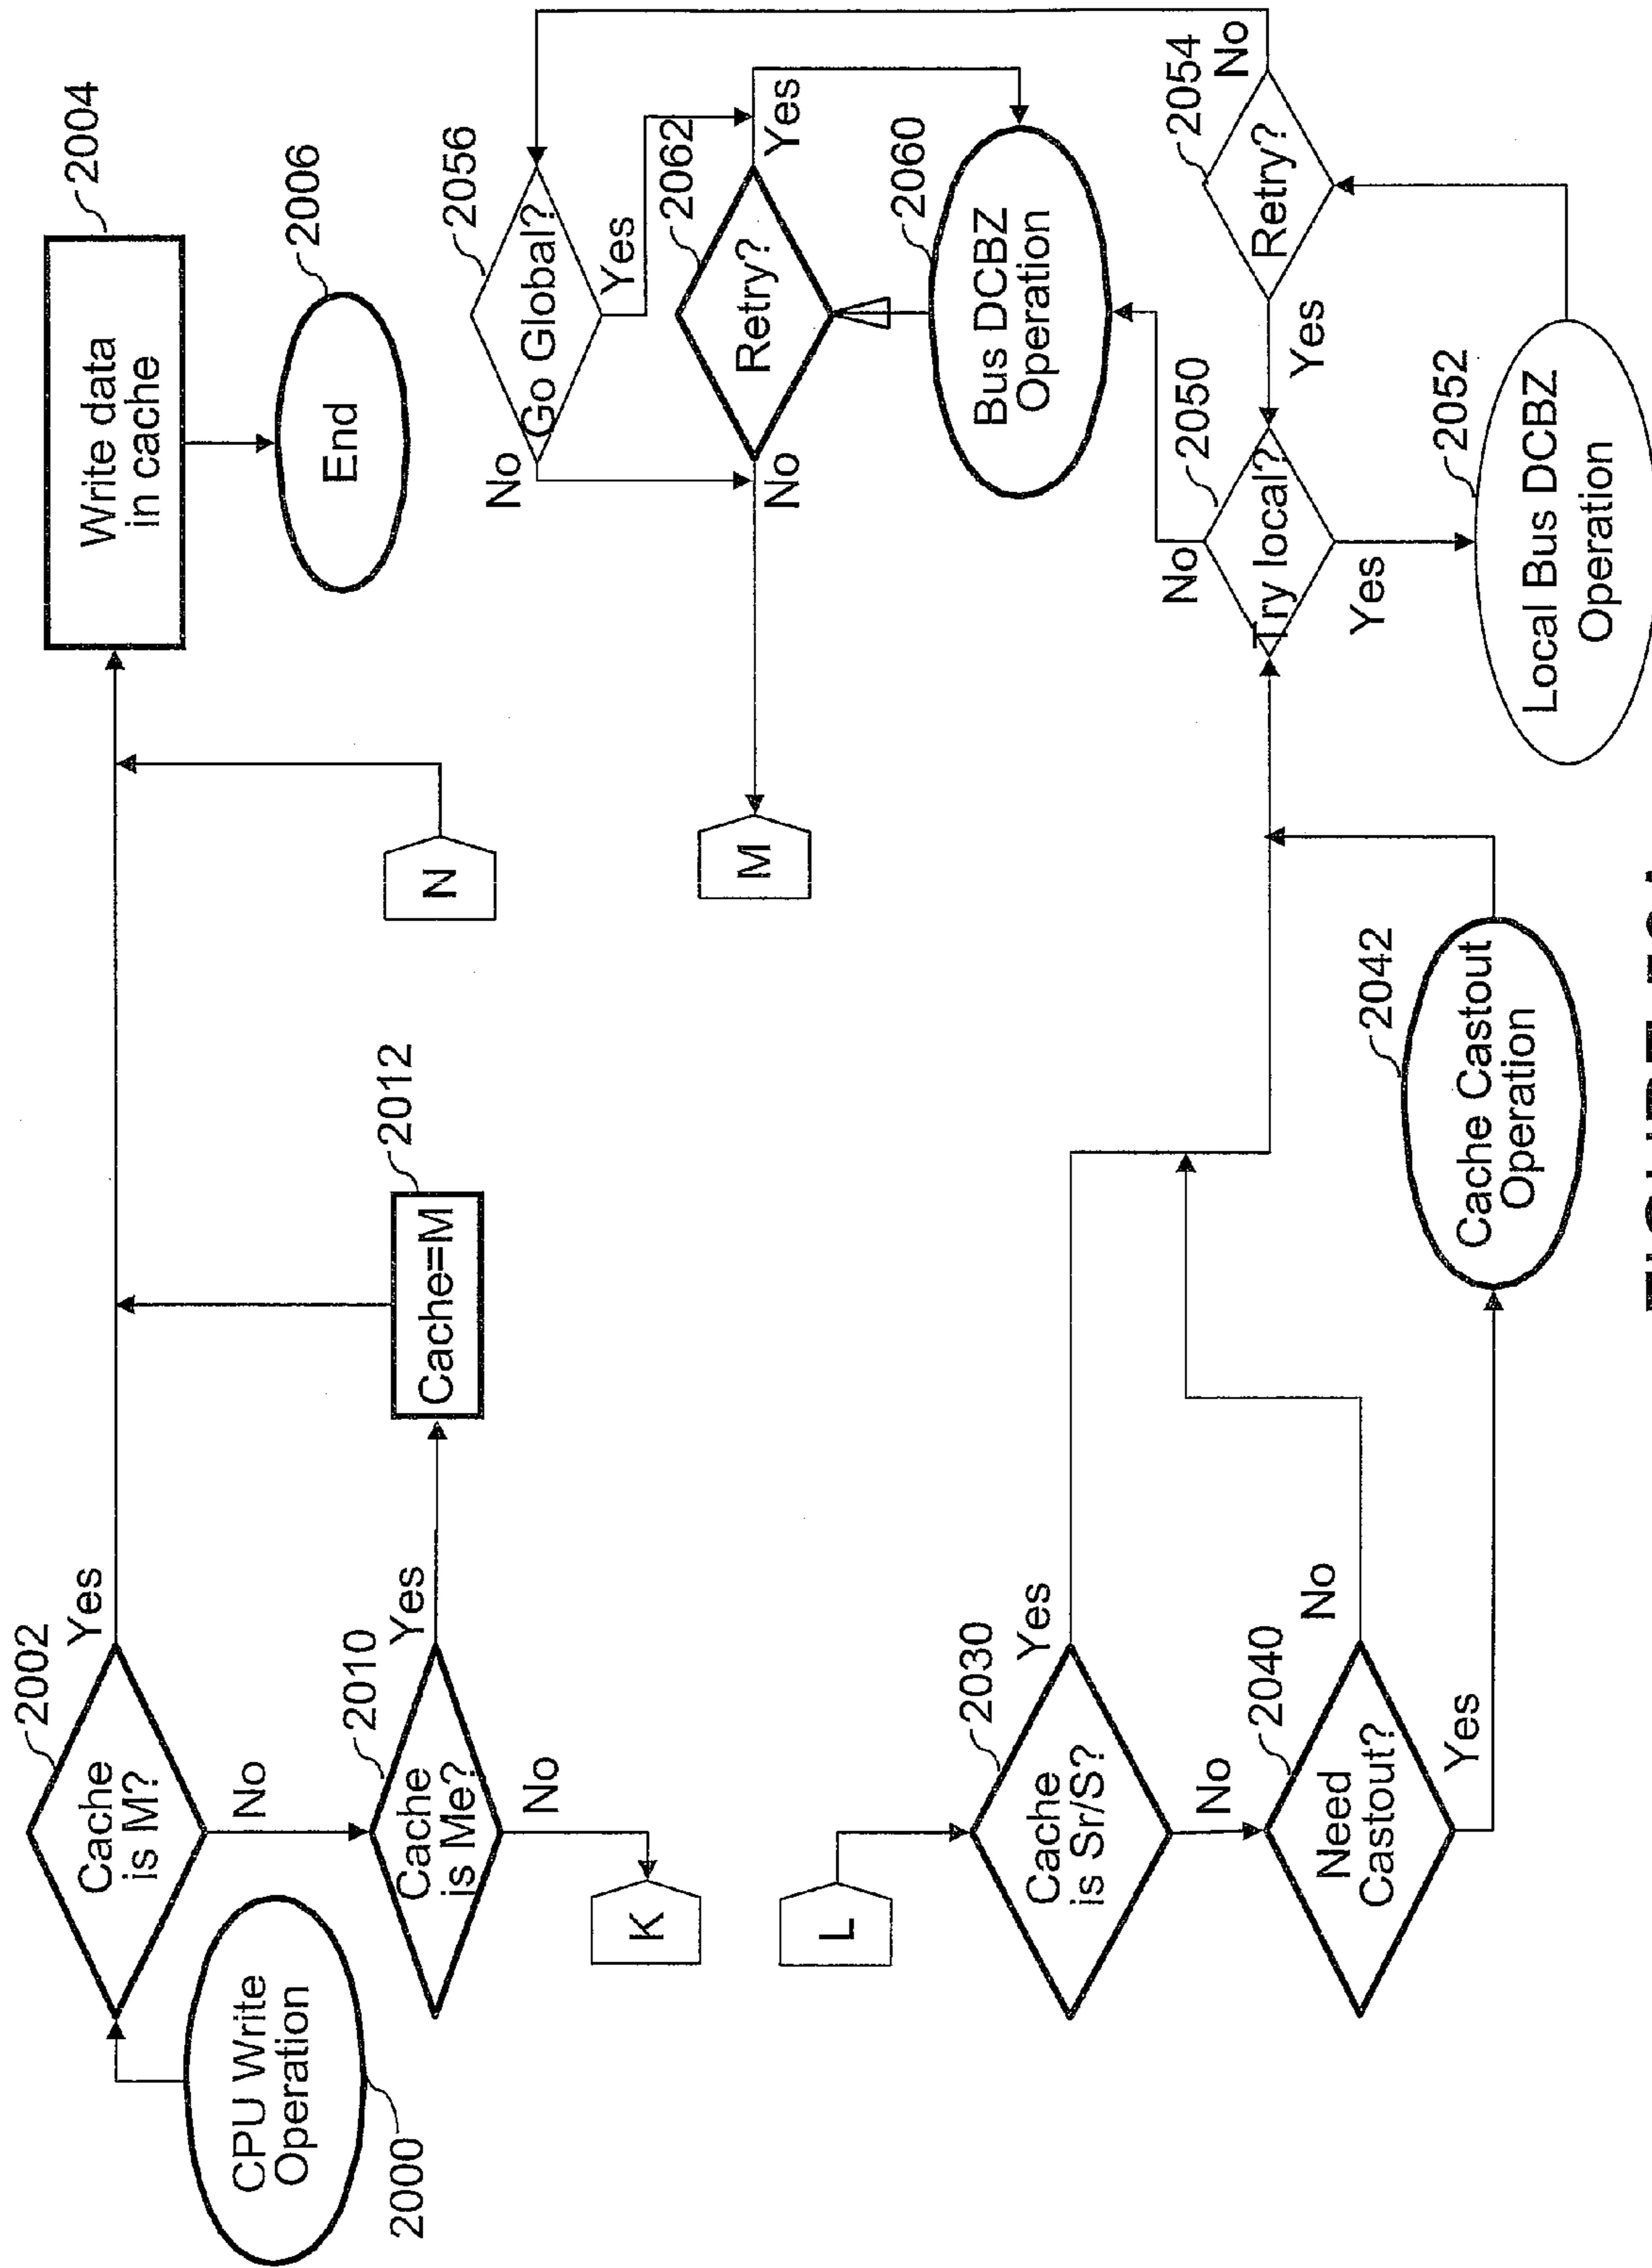 2000
CPU Write
Operation
2002
Cache
is M?
Yes
No
2004
Write data
in cache
2006
End
2010
Cache
is Me?
Yes
No
2012
Cache=M
K
N
L
2030
Cache
is Sr/S?
Yes
No
2040
Need
Castout?
No
Yes
2042
Cache Castout
Operation
2050
Try local?
No
Yes
2052
Local Bus DCBZ
Operation
2054
Retry?
No
Yes
2056
Go Global?
No
Yes
2062
Retry?
Yes
No
2060
Bus DCBZ
Operation
M